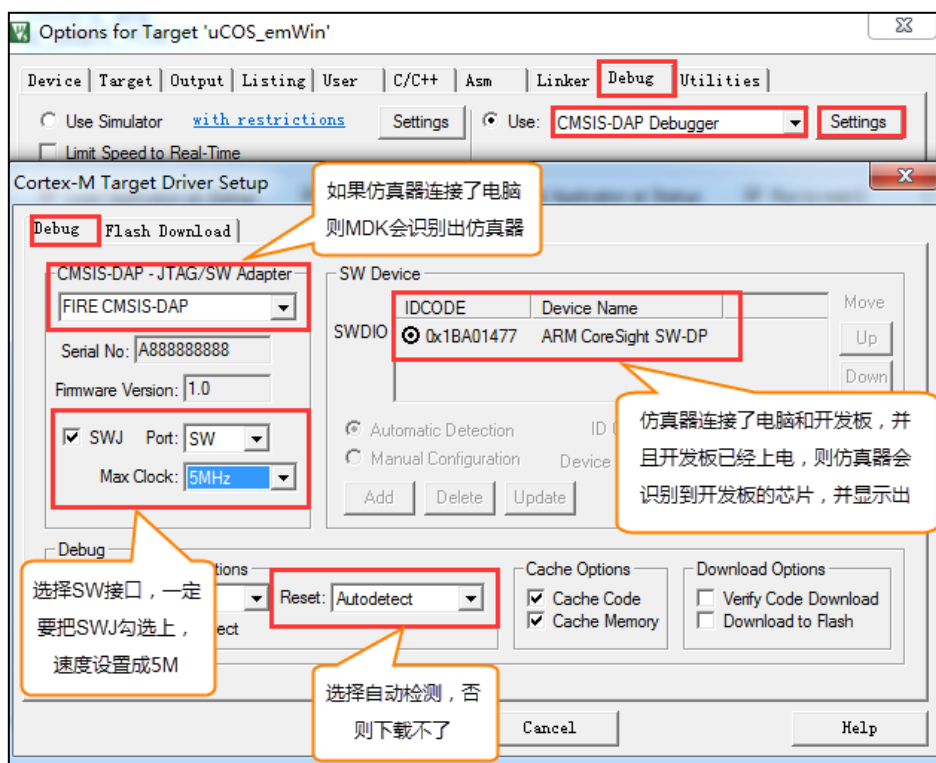 Options for Target 'uCOS_emWin'
Device Target Output Listing User C/C++ Asm Linker Debug Utilities
Use Simulator with restrictions Settings Use: CMSIS-DAP Debugger Settings
Limit Speed to Real-Time
Cortex-M Target Driver Setup
如果仿真器连接了电脑
则MDK会识别出仿真器
Debug Flash Download
CMSIS-DAP - JTAG/SW Adapter
FIRE CMSIS-DAP
Serial No: A888888888
Firmware Version: 1.0
SWJ Port: SW
Max Clock: 5MHz
SW Device
IDCODE Device Name
SWDIO 0x1BA01477 ARM CoreSight SW-DP
Move
Up
Down
Automatic Detection ID
Manual Configuration Device
Add Delete Update
仿真器连接了电脑和开发板，并
且开发板已经上电，则仿真器会
识别到开发板的芯片，并显示出
Debug
Reset: Autodetect
选择SW接口，一定
要把SWJ勾选上，
速度设置成5M
Cache Options
Cache Code
Cache Memory
Download Options
Verify Code Download
Download to Flash
选择自动检测，否
则下载不了
Cancel Help